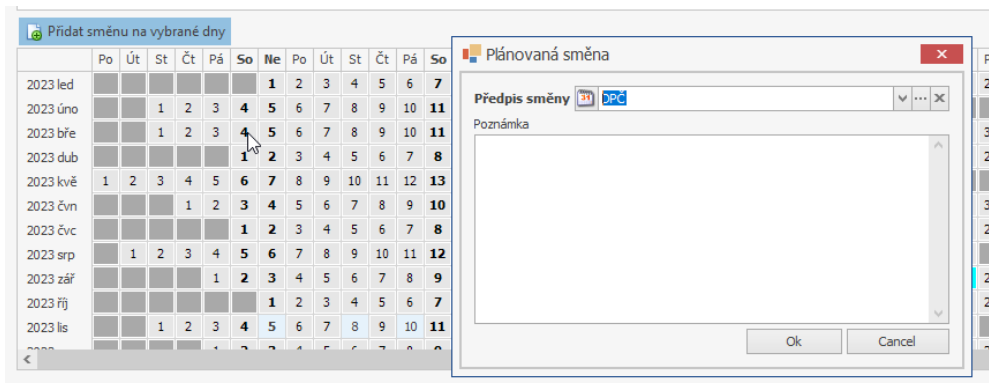 Přidat směnu na vybrané dny
Po Út St Čt Pá So Ne Po Út St Čt Pá So
2023 led 1 2 3 4 5 6 7
2023 úno 1 2 3 4 5 6 7 8 9 10 11
2023 bře 1 2 3 4 5 6 7 8 9 10 11
2023 dub 1 2 3 4 5 6 7 8
2023 kvě 1 2 3 4 5 6 7 8 9 10 11 12 13
2023 čvn 1 2 3 4 5 6 7 8 9 10
2023 čvc 1 2 3 4 5 6 7 8
2023 srp 1 2 3 4 5 6 7 8 9 10 11 12
2023 zář 1 2 3 4 5 6 7 8 9
2023 říj 1 2 3 4 5 6 7
2023 lis 1 2 3 4 5 6 7 8 9 10 11
Plánovaná směna
Předpis směny 31 DPČ
Poznámka
Ok Cancel